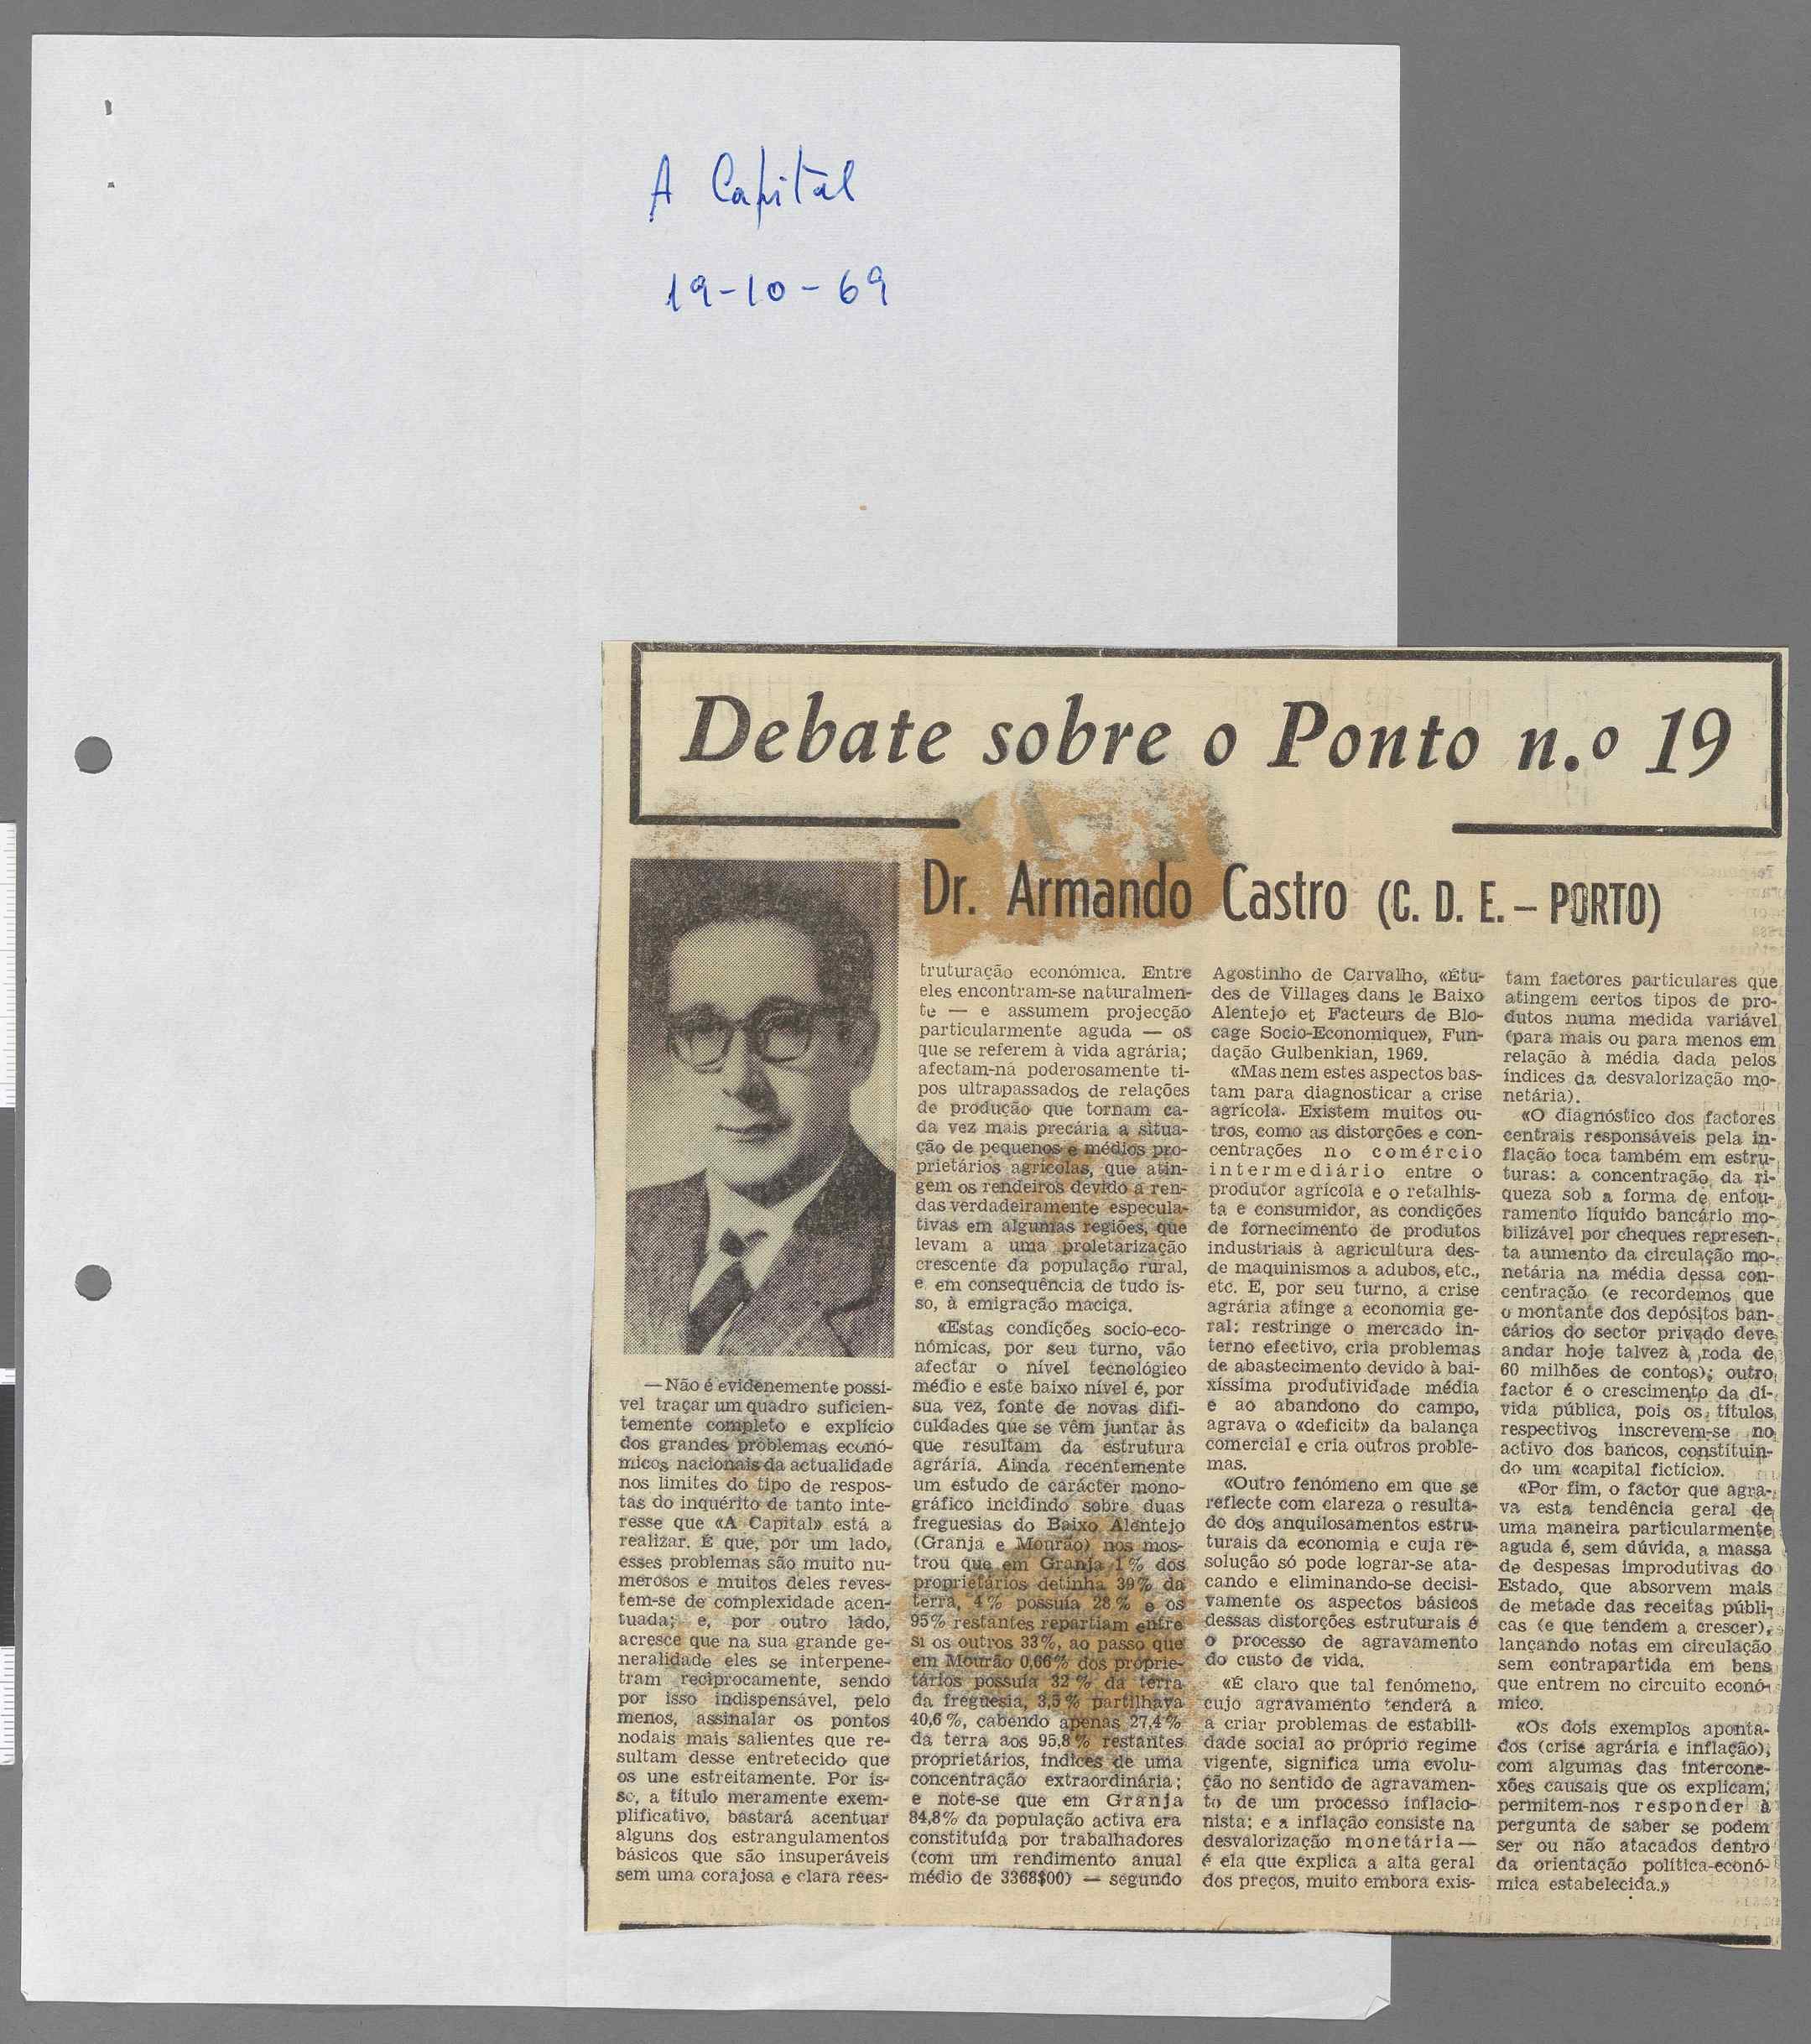 A Capital
19-10-69
Debate sobre o Ponto n.º 19
Dr. Armando Castro (C. D. E. – PORTO)
— Não é evidenemente possí-
vel traçar um quadro suficien-
temente completo e explício
dos grandes problemas econó-
micos nacionais da actualidade
nos limites do tipo de respos-
tas do inquérito de tanto inte-
resse que «A Capital» está a
realizar. É que, por um lado,
esses problemas são muito nu-
merosos e muitos deles reves-
tem-se de complexidade acen-
tuada; e, por outro lado,
acresce que na sua grande ge-
neralidade eles se interpene-
tram reciprocamente, sendo
por isso indispensável, pelo
menos, assinalar os pontos
nodais mais salientes que re-
sultam desse entretecido que
os une estreitamente. Por is-
so, a título meramente exem-
plificativo, bastará acentuar
alguns dos estrangulamentos
básicos que são insuperáveis
sem uma corajosa e clara rees-
truturação económica. Entre
eles encontram-se naturalmen-
te — e assumem projecção
particularmente aguda — os
que se referem à vida agrária;
afectam-na poderosamente ti-
pos ultrapassados de relações
de produção que tornam ca-
da vez mais precária a situa-
ção de pequenos e médios pro-
prietários agrícolas, que atin-
gem os rendeiros devido a ren-
das verdadeiramente especula-
tivas em algumas regiões, que
levam a uma proletarização
crescente da população rural,
e, em consequência de tudo is-
so, à emigração maciça.
«Estas condições socio-eco-
nómicas, por seu turno, vão
afectar o nível tecnológico
médio e este baixo nível é, por
sua vez, fonte de novas difi-
culdades que se vêm juntar às
que resultam da estrutura
agrária. Ainda recentemente
um estudo de carácter mono-
gráfico incidindo sobre duas
freguesias do Baixo Alentejo
(Granja e Mourão) nos mos-
trou que em Granja 1% dos
proprietários detinha 39% da
terra, 4% possuía 28% e os
95% restantes repartiam entre
si os outros 33%, ao passo que
em Mourão 0,66% dos proprie-
tários possuía 32% da terra
da freguesia, 3,5% partilhava
40,6%, cabendo apenas 27,4%
da terra aos 95,8% restantes
proprietários, índices de uma
concentração extraordinária;
e note-se que em Granja
84,8% da população activa era
constituída por trabalhadores
(com um rendimento anual
médio de 3368$00) — segundo
Agostinho de Carvalho, «Étu-
des de Villages dans le Baixo
Alentejo et Facteurs de Blo-
cage Socio-Economique», Fun-
dação Gulbenkian, 1969.
«Mas nem estes aspectos bas-
tam para diagnosticar a crise
agrícola. Existem muitos ou-
tros, como as distorções e con-
centrações no comércio
intermediário entre o
produtor agrícola e o retalhis-
ta e consumidor, as condições
de fornecimento de produtos
industriais à agricultura des-
de maquinismos a adubos, etc.,
etc. E, por seu turno, a crise
agrária atinge a economia ge-
ral: restringe o mercado in-
terno efectivo, cria problemas
de abastecimento devido à bai-
xíssima produtividade média
e ao abandono do campo,
agrava o «deficit» da balança
comercial e cria outros proble-
mas.
«Outro fenómeno em que se
reflecte com clareza o resulta-
do dos anquilosamentos estru-
turais da economia e cuja re-
solução só pode lograr-se ata-
cando e eliminando-se decisi-
vamente os aspectos básicos
dessas distorções estruturais é
o processo de agravamento
do custo de vida.
«É claro que tal fenómeno,
cujo agravamento tenderá a
a criar problemas de estabili-
dade social ao próprio regime
vigente, significa uma evolu-
ção no sentido de agravamen-
to de um processo inflacio-
nista; e a inflação consiste na
desvalorização monetária —
é ela que explica a alta geral
dos preços, muito embora exis-
tam factores particulares que
atingem certos tipos de pro-
dutos numa medida variável
(para mais ou para menos em
relação à média dada pelos
índices da desvalorização mo-
netária).
«O diagnóstico dos factores
centrais responsáveis pela in-
flação toca também em estru-
turas: a concentração da ri-
queza sob a forma de entou-
ramento líquido bancário mo-
bilizável por cheques represen-
ta aumento da circulação mo-
netária na média dessa con-
centração (e recordemos que
o montante dos depósitos ban-
cários do sector privado deve
andar hoje talvez à roda de
60 milhões de contos); outro
factor é o crescimento da dí-
vida pública, pois os títulos
respectivos inscrevem-se no
activo dos bancos, constituin-
do um «capital fictício».
«Por fim, o factor que agra-
va esta tendência geral de
uma maneira particularmente
aguda é, sem dúvida, a massa
de despesas improdutivas do
Estado, que absorvem mais
de metade das receitas públi-
cas (e que tendem a crescer),
lançando notas em circulação
sem contrapartida em bens
que entrem no circuito econó-
mico.
«Os dois exemplos aponta-
dos (crise agrária e inflação),
com algumas das intercone-
xões causais que os explicam,
permitem-nos responder à
pergunta de saber se podem
ser ou não atacados dentro
da orientação política-econó-
mica estabelecida.»